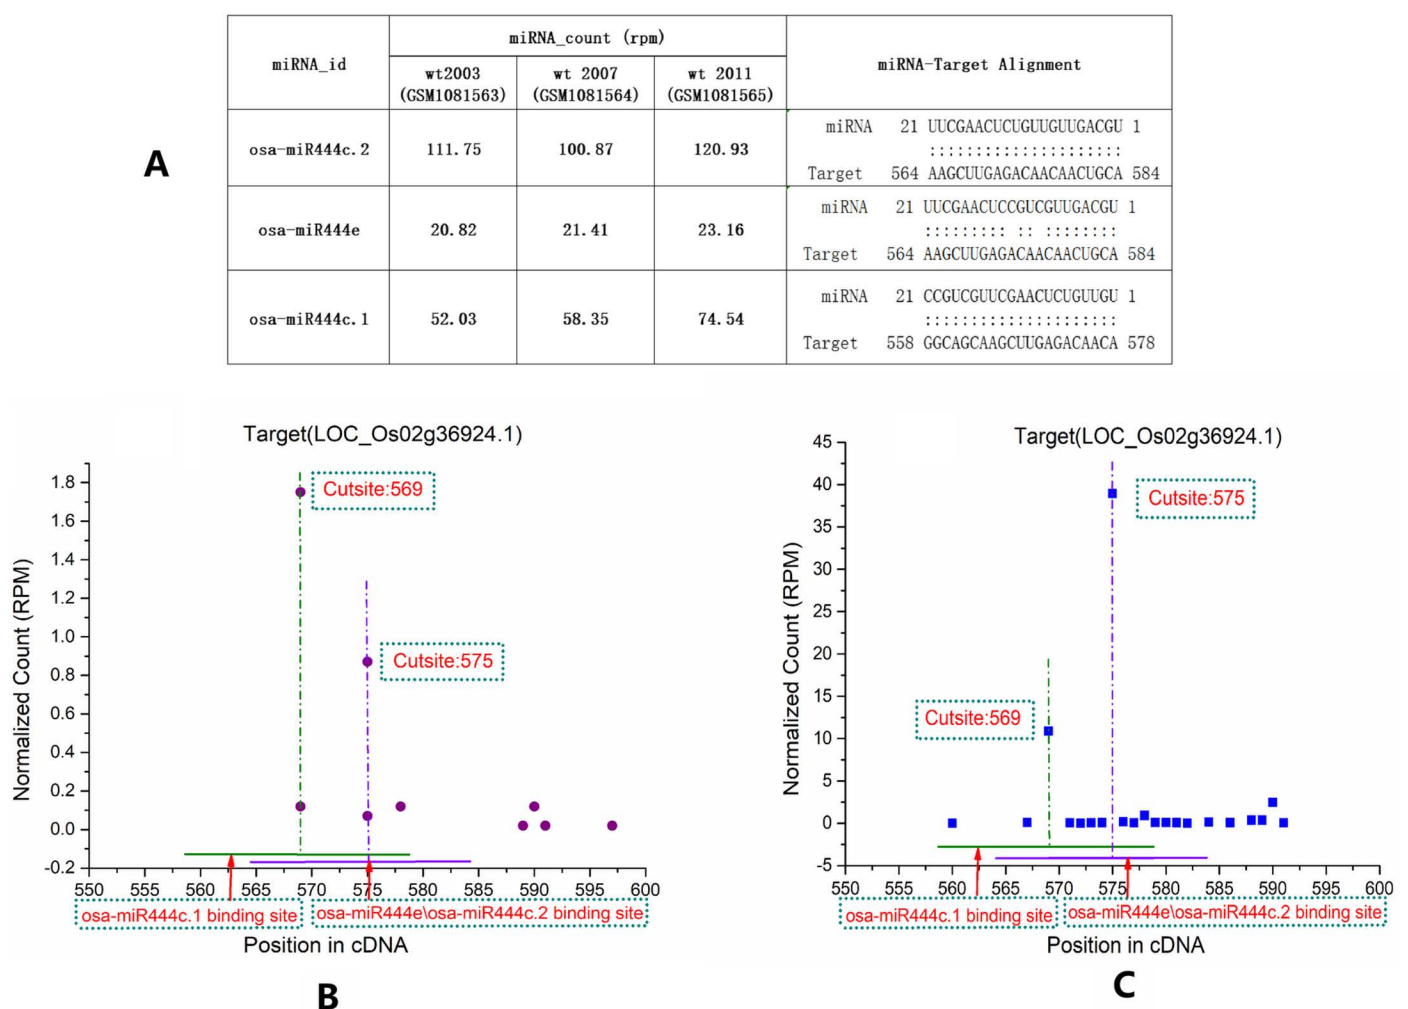 A
miRNA_id
miRNA_count (rpm)
miRNA-Target Alignment
wt2003
(GSM1081563)
wt 2007
(GSM1081564)
wt 2011
(GSM1081565)
osa-miR444c.2
111.75
100.87
120.93
miRNA 21 UUCGAACUCUGUUGUUGACGU 1
:::::::::::::::::::::
Target 564 AAGCUUGAGACAACAACUGCA 584
osa-miR444e
20.82
21.41
23.16
miRNA 21 UUCGAACUCCGUCGUUGACGU 1
::::::::: :: ::::::::
Target 564 AAGCUUGAGACAACAACUGCA 584
osa-miR444c.1
52.03
58.35
74.54
miRNA 21 CCGUCGUUCGAACUCUGUUGU 1
:::::::::::::::::::::
Target 558 GGCAGCAAGCUUGAGACAACA 578
Target(LOC_Os02g36924.1)
Normalized Count (RPM)
1.8
1.6
1.4
1.2
1.0
0.8
0.6
0.4
0.2
0.0
-0.2
Cutsite:569
Cutsite:575
550 555 560 565 570 575 580 585 590 595 600
osa-miR444c.1 binding site
osa-miR444e\osa-miR444c.2 binding site
Position in cDNA
B
Target(LOC_Os02g36924.1)
Normalized Count (RPM)
45
40
35
30
25
20
15
10
5
0
-5
Cutsite:575
Cutsite:569
550 555 560 565 570 575 580 585 590 595 600
osa-miR444c.1 binding site
osa-miR444e\osa-miR444c.2 binding site
Position in cDNA
C